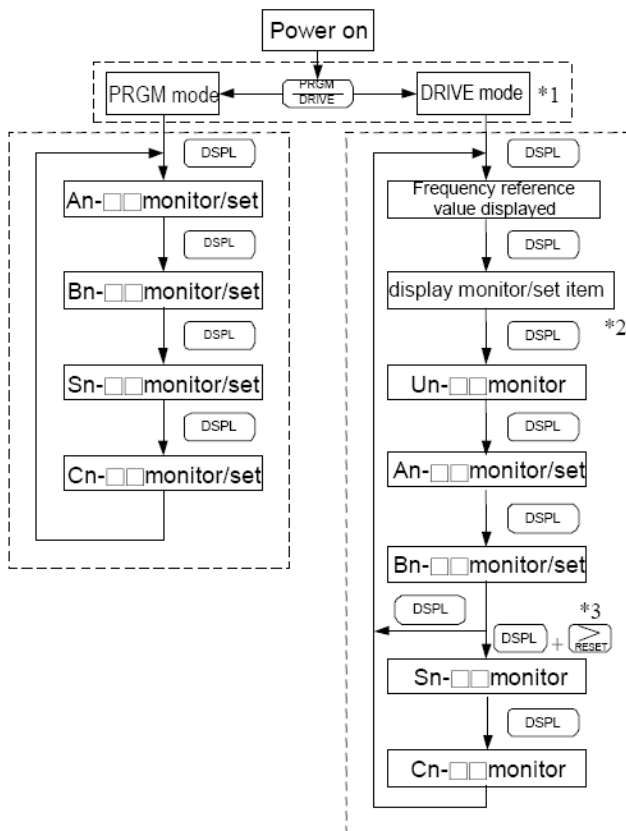 Power on
PRGM mode
PRGM
DRIVE
DRIVE mode
*1
DSPL
An-□□monitor/set
DSPL
Bn-□□monitor/set
DSPL
Sn-□□monitor/set
DSPL
Cn-□□monitor/set
DSPL
Frequency reference
value displayed
DSPL
display monitor/set item
*2
DSPL
Un-□□monitor
DSPL
An-□□monitor/set
DSPL
Bn-□□monitor/set
DSPL
*3
DSPL + >
RESET
Sn-□□monitor
DSPL
Cn-□□monitor